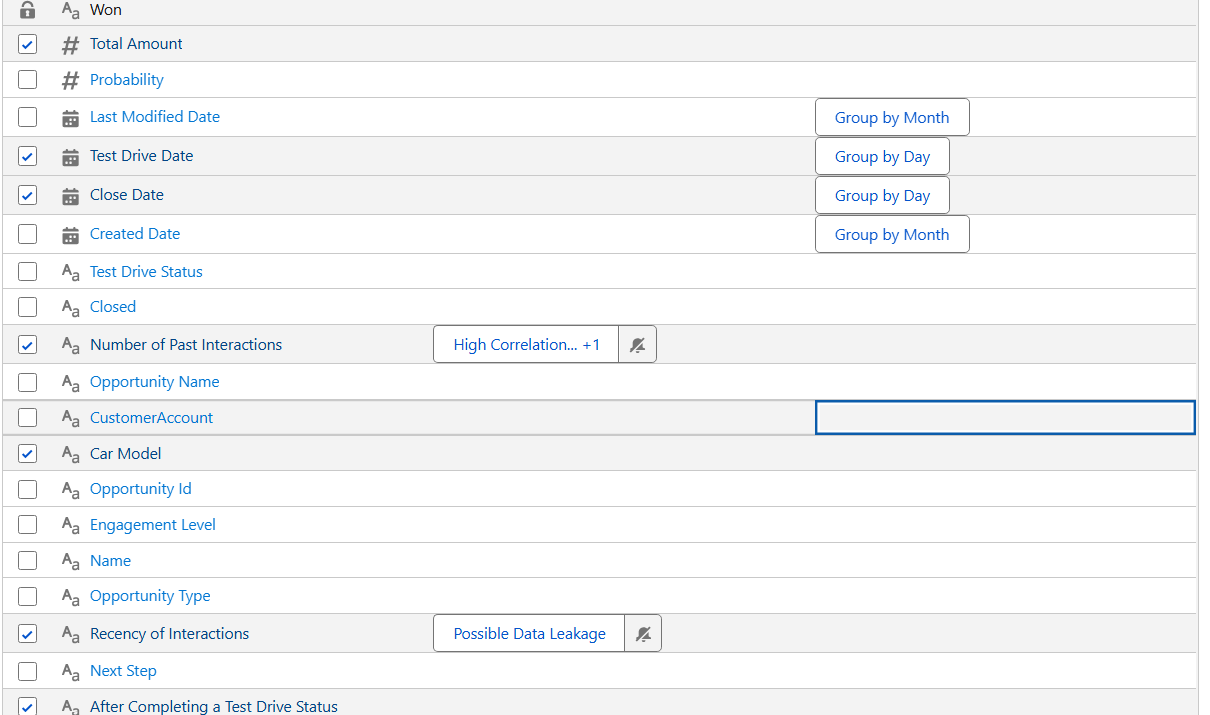 Won
Total Amount
Probability
Last Modified Date Group by Month
Test Drive Date Group by Day
Close Date Group by Day
Created Date Group by Month
Test Drive Status
Closed
Number of Past Interactions High Correlation... +1
Opportunity Name
CustomerAccount
Car Model
Opportunity Id
Engagement Level
Name
Opportunity Type
Recency of Interactions Possible Data Leakage
Next Step
After Completing a Test Drive Status